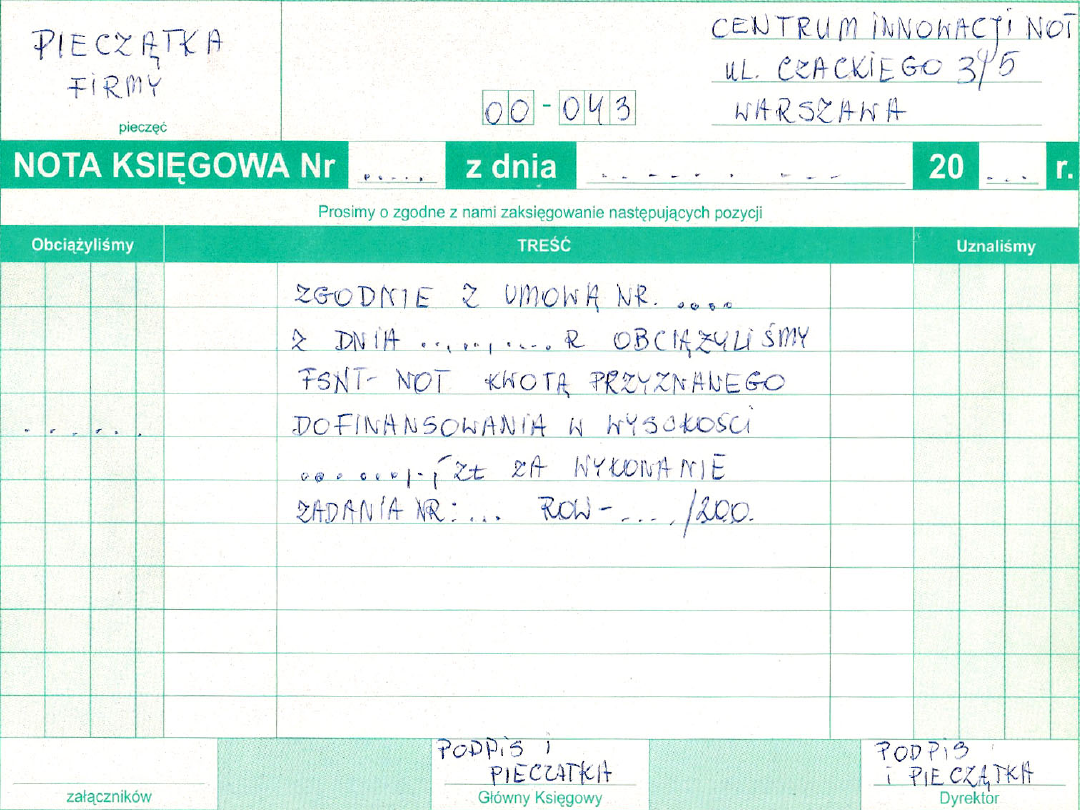 PIECZĄTKA
FIRMY
pieczęć
00-043
CENTRUM INNOWACJI NOT
UL. CZACKIEGO 3/5
WARSZAWA
NOTA KSIĘGOWA Nr ..... z dnia ............ 20 ... r.
Prosimy o zgodne z nami zaksięgowanie następujących pozycji
Obciążyliśmy TREŚĆ Uznaliśmy
ZGODNIE Z UMOWĄ NR. ....
Z DNIA .......... R OBCIĄŻYLIŚMY
FSNT- NOT KWOTĄ PRZYZNANEGO
DOFINANSOWANIA W WYSOKOŚCI
......,- ZŁ ZA WYKONANIE
ZADANIA NR: ... ROW- .... /200.
PODPIS I
PIECZĄTKA
PODPIS
I PIECZĄTKA
załączników Główny Księgowy Dyrektor